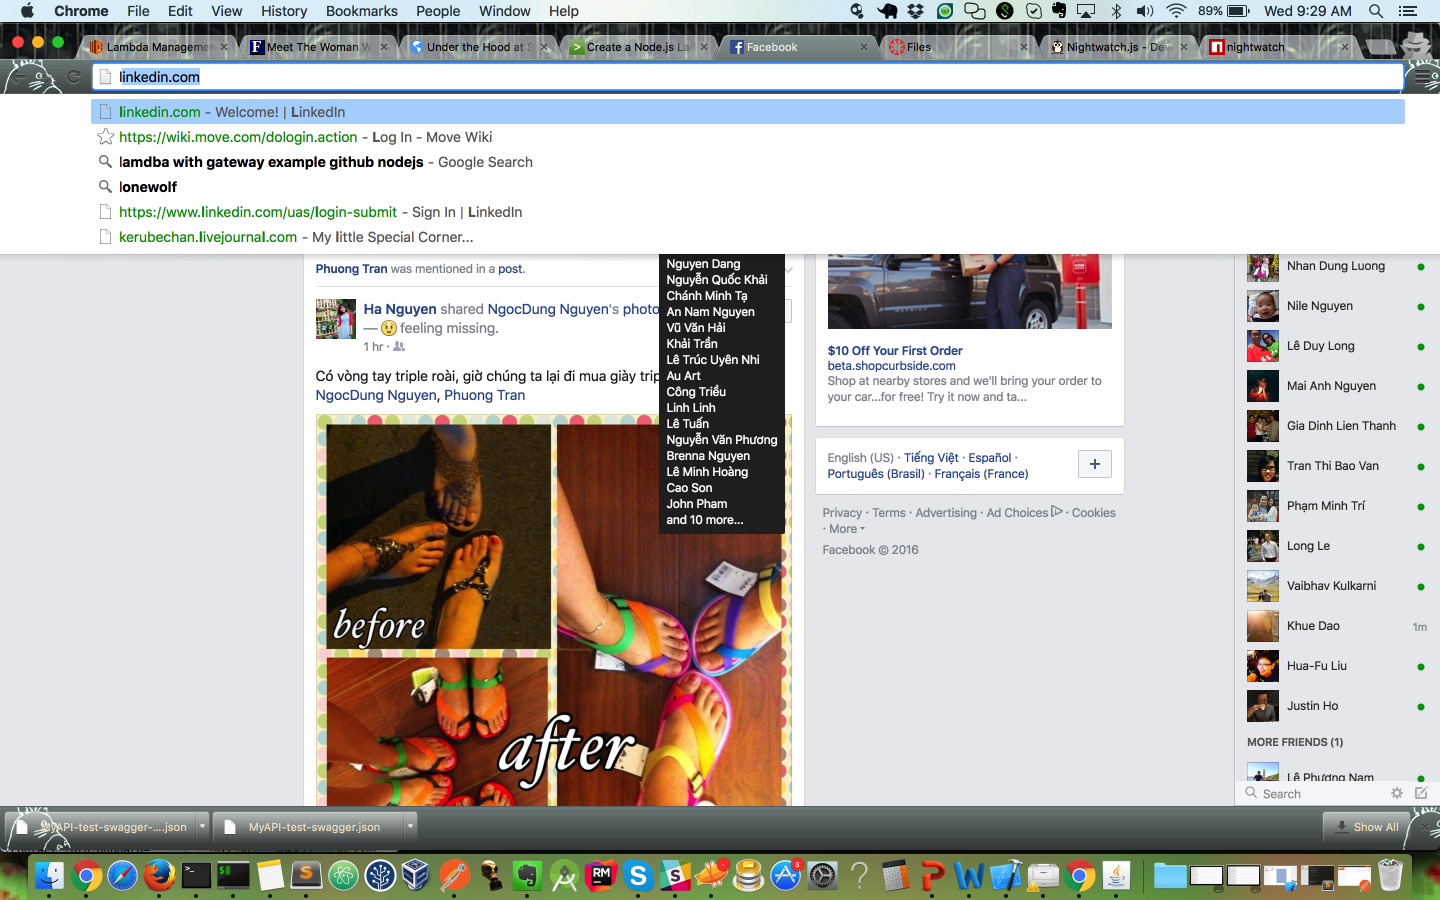 Chrome File Edit View History Bookmarks People Window Help
89% Wed 9:29 AM
Lambda Manageme
Meet The Woman W
Under the Hood at S
Create a Node.js La
Facebook
Files
Nightwatch.js - Dev
nightwatch
linkedin.com
linkedin.com - Welcome! | LinkedIn
https://wiki.move.com/dologin.action - Log In - Move Wiki
lamdba with gateway example github nodejs - Google Search
lonewolf
https://www.linkedin.com/uas/login-submit - Sign In | LinkedIn
kerubechan.livejournal.com - My little Special Corner...
Phuong Tran was mentioned in a post.
Ha Nguyen shared NgocDung Nguyen's photo
— feeling missing.
1 hr ·
Có vòng tay triple roài, giờ chúng ta lại đi mua giày trip
NgocDung Nguyen, Phuong Tran
before
after
Nguyen Dang
Nguyễn Quốc Khải
Chánh Minh Tạ
An Nam Nguyen
Vũ Văn Hải
Khải Trần
Lê Trúc Uyên Nhi
Au Art
Công Triều
Linh Linh
Lê Tuấn
Nguyễn Văn Phương
Brenna Nguyen
Lê Minh Hoàng
Cao Son
John Pham
and 10 more...
$10 Off Your First Order
beta.shopcurbside.com
Shop at nearby stores and we'll bring your order to
your car...for free! Try it now and ta...
English (US) · Tiếng Việt · Español ·
Português (Brasil) · Français (France)
Privacy · Terms · Advertising · Ad Choices · Cookies
· More
Facebook © 2016
Nhan Dung Luong
Nile Nguyen
Lê Duy Long
Mai Anh Nguyen
Gia Dinh Lien Thanh
Tran Thi Bao Van
Phạm Minh Trí
Long Le
Vaibhav Kulkarni
Khue Dao 1m
Hua-Fu Liu
Justin Ho
MORE FRIENDS (1)
Lê Phương Nam
Search
MyAPI-test-swagger-....json
MyAPI-test-swagger.json
Show All